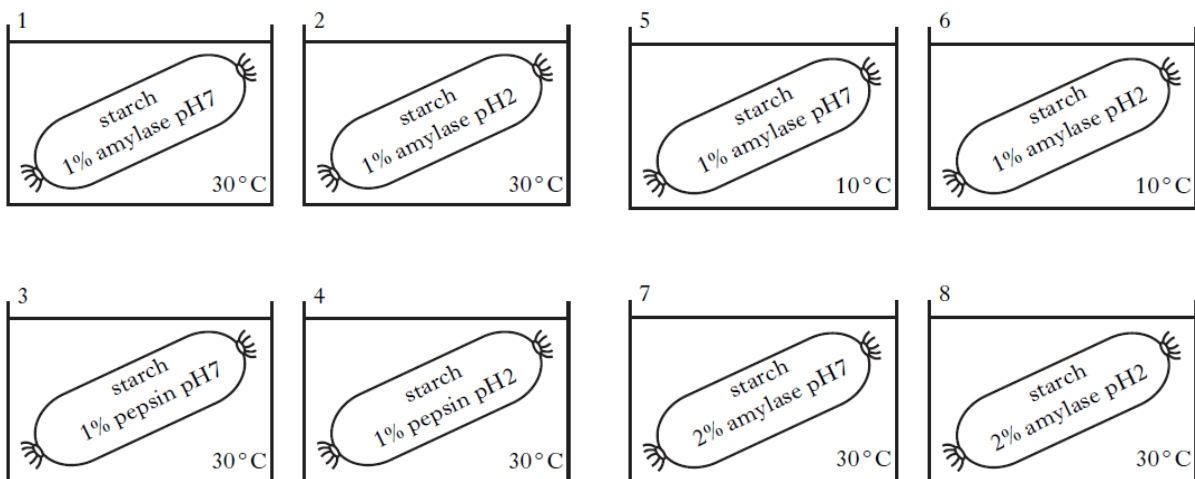 1
starch
1% amylase pH7
30°C
2
starch
1% amylase pH2
30°C
5
starch
1% amylase pH7
10°C
6
starch
1% amylase pH2
10°C
3
starch
1% pepsin pH7
30°C
4
starch
1% pepsin pH2
30°C
7
starch
2% amylase pH7
30°C
8
starch
2% amylase pH2
30°C